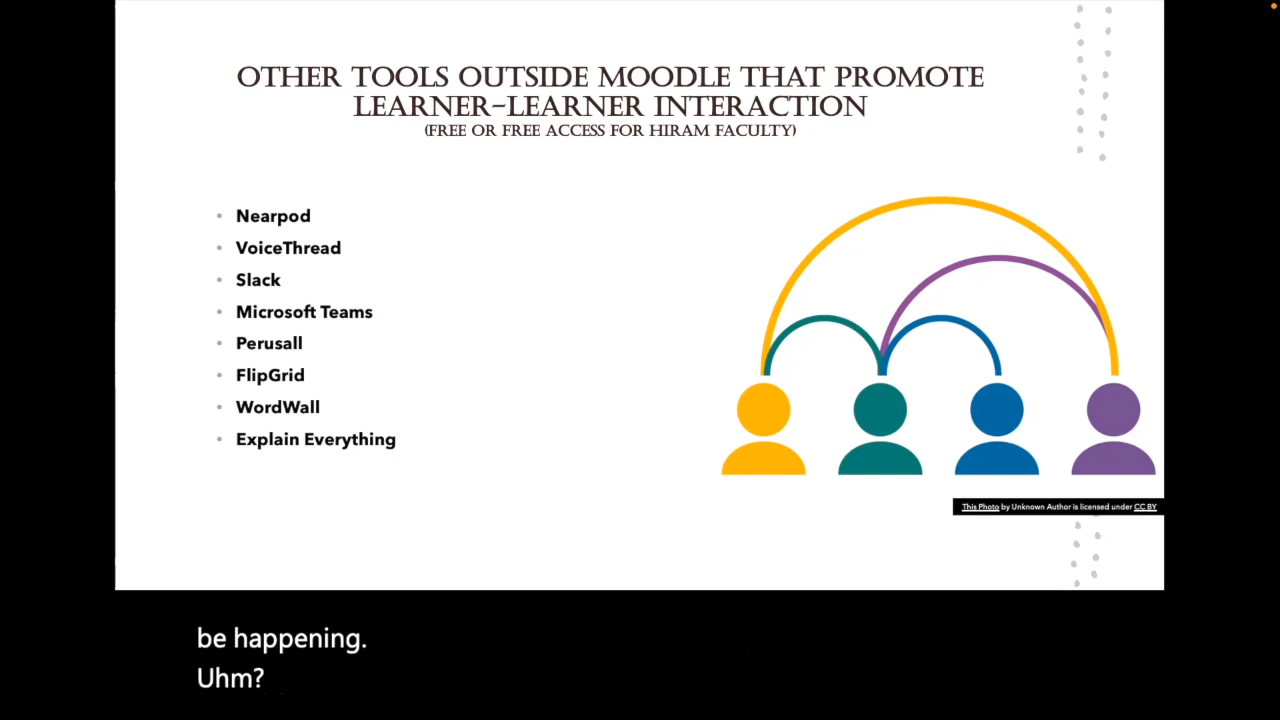 OTHER TOOLS OUTSIDE MOODLE THAT PROMOTE
LEARNER-LEARNER INTERACTION
(FREE OR FREE ACCESS FOR HIRAM FACULTY)
• Nearpod
• VoiceThread
• Slack
• Microsoft Teams
• Perusall
• FlipGrid
• WordWall
• Explain Everything
This Photo by Unknown Author is licensed under CC BY
be happening.
Uhm?